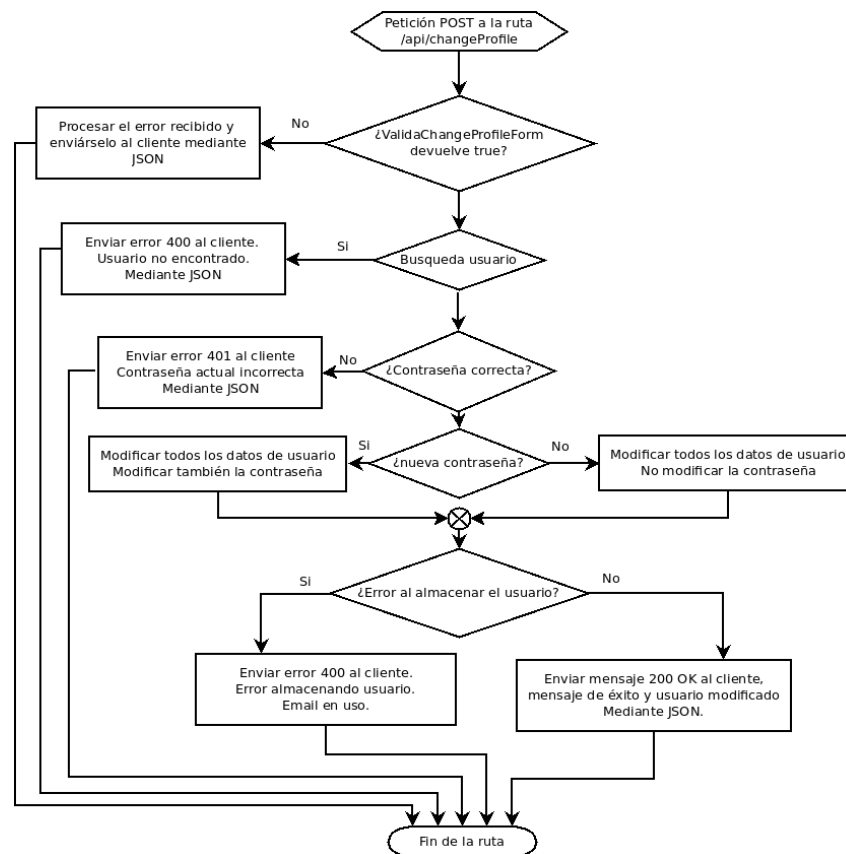 Petición POST a la ruta
/api/changeProfile
¿ValidaChangeProfileForm
devuelve true?
No
Procesar el error recibido y
enviárselo al cliente mediante
JSON
Busqueda usuario
Si
Enviar error 400 al cliente.
Usuario no encontrado.
Mediante JSON
¿Contraseña correcta?
No
Enviar error 401 al cliente
Contraseña actual incorrecta
Mediante JSON
¿nueva contraseña?
Si
Modificar todos los datos de usuario
Modificar también la contraseña
No
Modificar todos los datos de usuario
No modificar la contraseña
¿Error al almacenar el usuario?
Si
No
Enviar error 400 al cliente.
Error almacenando usuario.
Email en uso.
Enviar mensaje 200 OK al cliente,
mensaje de éxito y usuario modificado
Mediante JSON.
Fin de la ruta